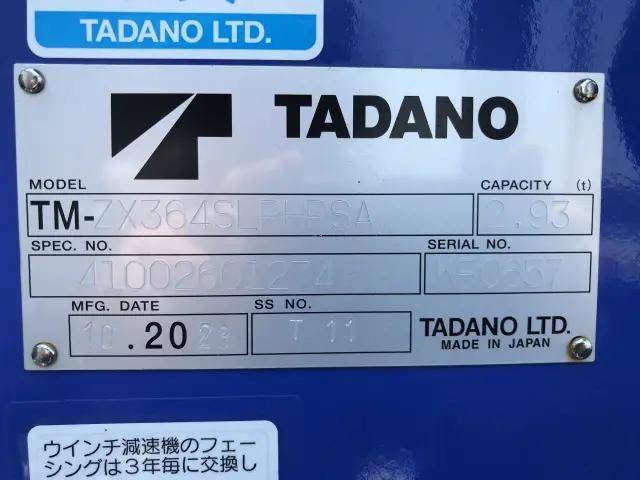 TADANO LTD.
TADANO
MODEL
CAPACITY (t)
TM-ZX364SLPHRSA
2.93
SPEC. NO.
SERIAL NO.
41002601274
KF0657
MFG. DATE
SS NO.
10.2023
T 11
TADANO LTD.
MADE IN JAPAN
ウインチ減速機のフェー
シングは3年毎に交換し